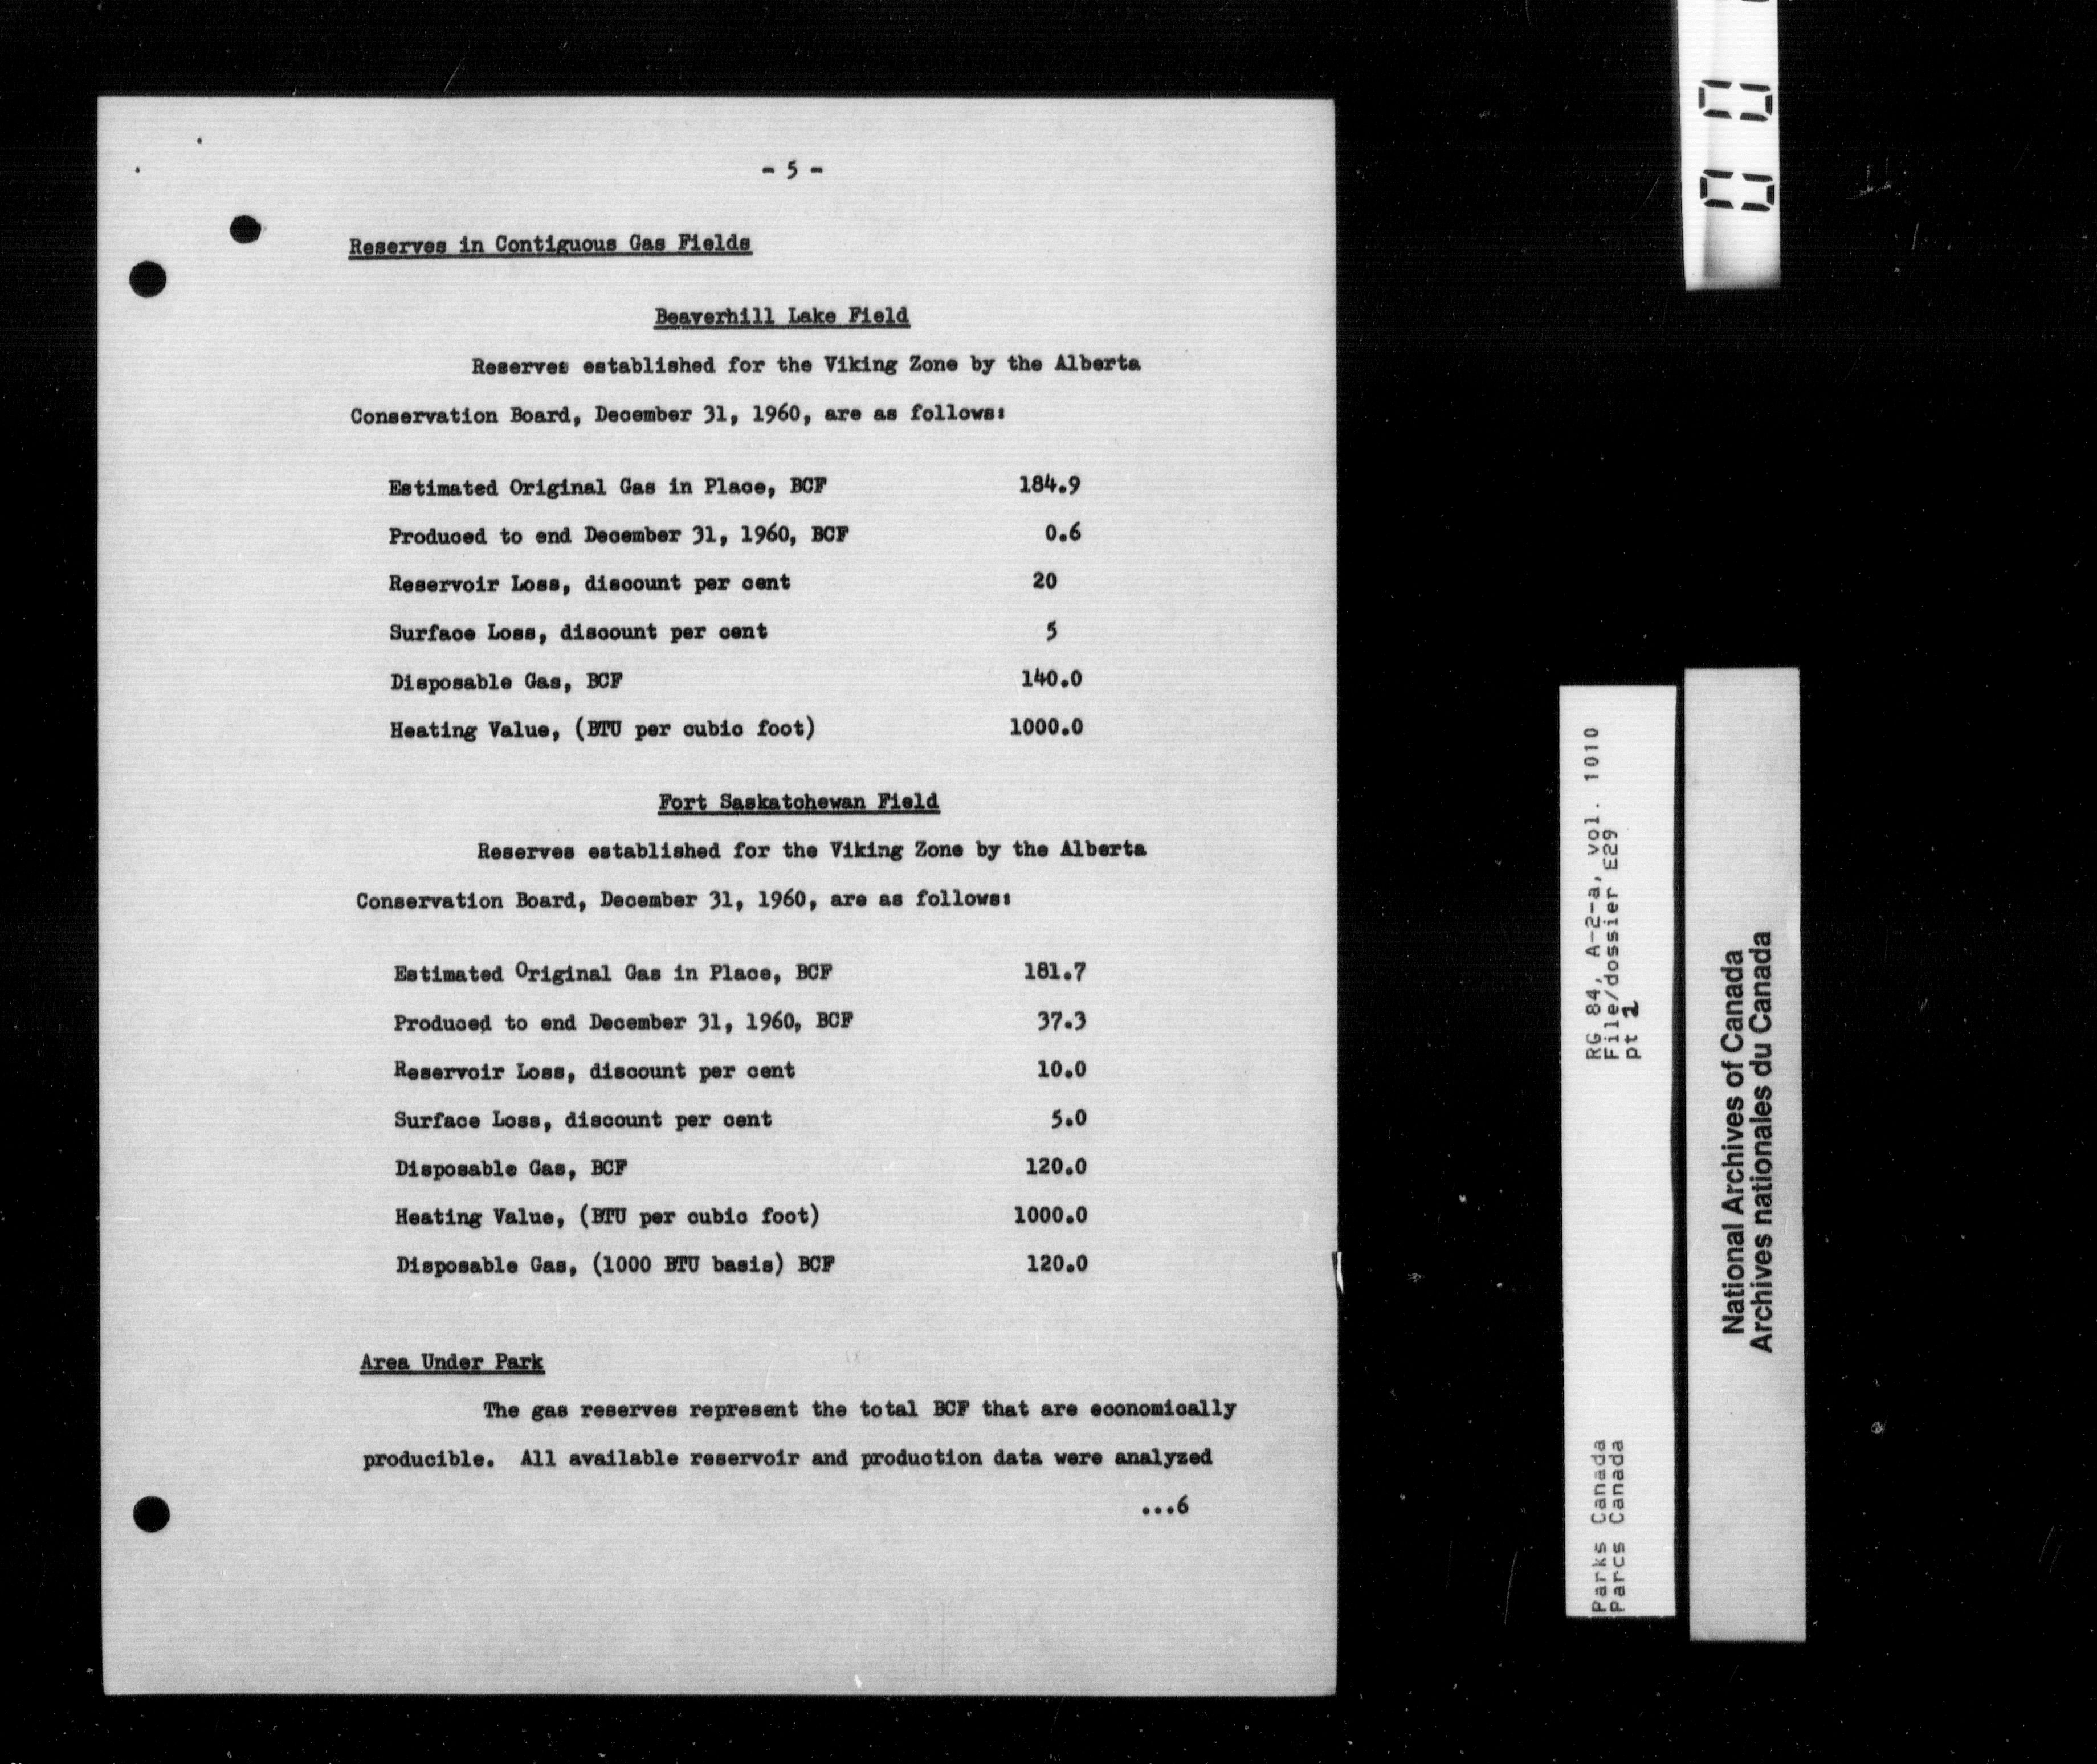 - 5 -
Reserves in Contiguous Gas Fields
Beaverhill Lake Field
Reserves established for the Viking Zone by the Alberta
Conservation Board, December 31, 1960, are as follows:
Estimated Original Gas in Place, BCF 184.9
Produced to end December 31, 1960, BCF 0.6
Reservoir Loss, discount per cent 20
Surface Loss, discount per cent 5
Disposable Gas, BCF 140.0
Heating Value, (BTU per cubic foot) 1000.0
Fort Saskatchewan Field
Reserves established for the Viking Zone by the Alberta
Conservation Board, December 31, 1960, are as follows:
Estimated Original Gas in Place, BCF 181.7
Produced to end December 31, 1960, BCF 37.3
Reservoir Loss, discount per cent 10.0
Surface Loss, discount per cent 5.0
Disposable Gas, BCF 120.0
Heating Value, (BTU per cubic foot) 1000.0
Disposable Gas, (1000 BTU basis) BCF 120.0
Area Under Park
The gas reserves represent the total BCF that are economically
producible. All available reservoir and production data were analyzed
...6
RG 84, A-2-a, vol. 1010
File/dossier E29
pt 2
Parks Canada
Parcs Canada
National Archives of Canada
Archives nationales du Canada